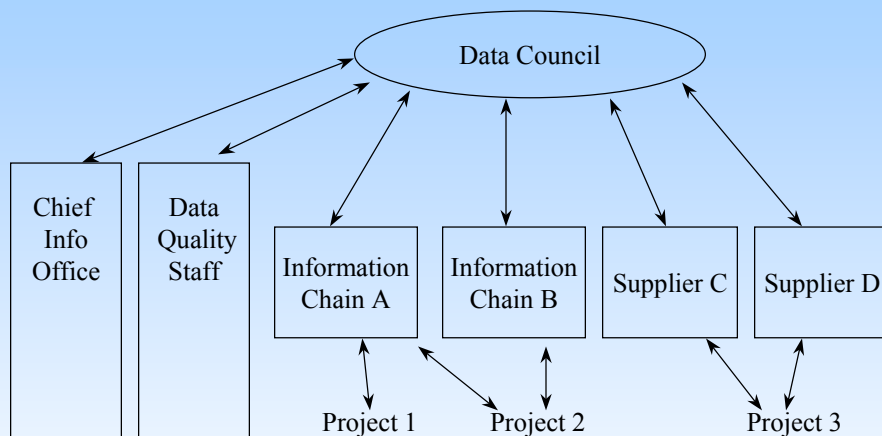 Data Council
Chief
Info
Office
Data
Quality
Staff
Information
Chain A
Information
Chain B
Supplier C
Supplier D
Project 1
Project 2
Project 3